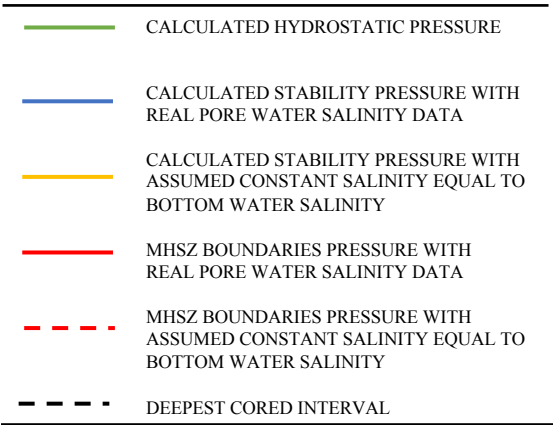 CALCULATED HYDROSTATIC PRESSURE
CALCULATED STABILITY PRESSURE WITH
REAL PORE WATER SALINITY DATA
CALCULATED STABILITY PRESSURE WITH
ASSUMED CONSTANT SALINITY EQUAL TO
BOTTOM WATER SALINITY
MHSZ BOUNDARIES PRESSURE WITH
REAL PORE WATER SALINITY DATA
MHSZ BOUNDARIES PRESSURE WITH
ASSUMED CONSTANT SALINITY EQUAL TO
BOTTOM WATER SALINITY
DEEPEST CORED INTERVAL